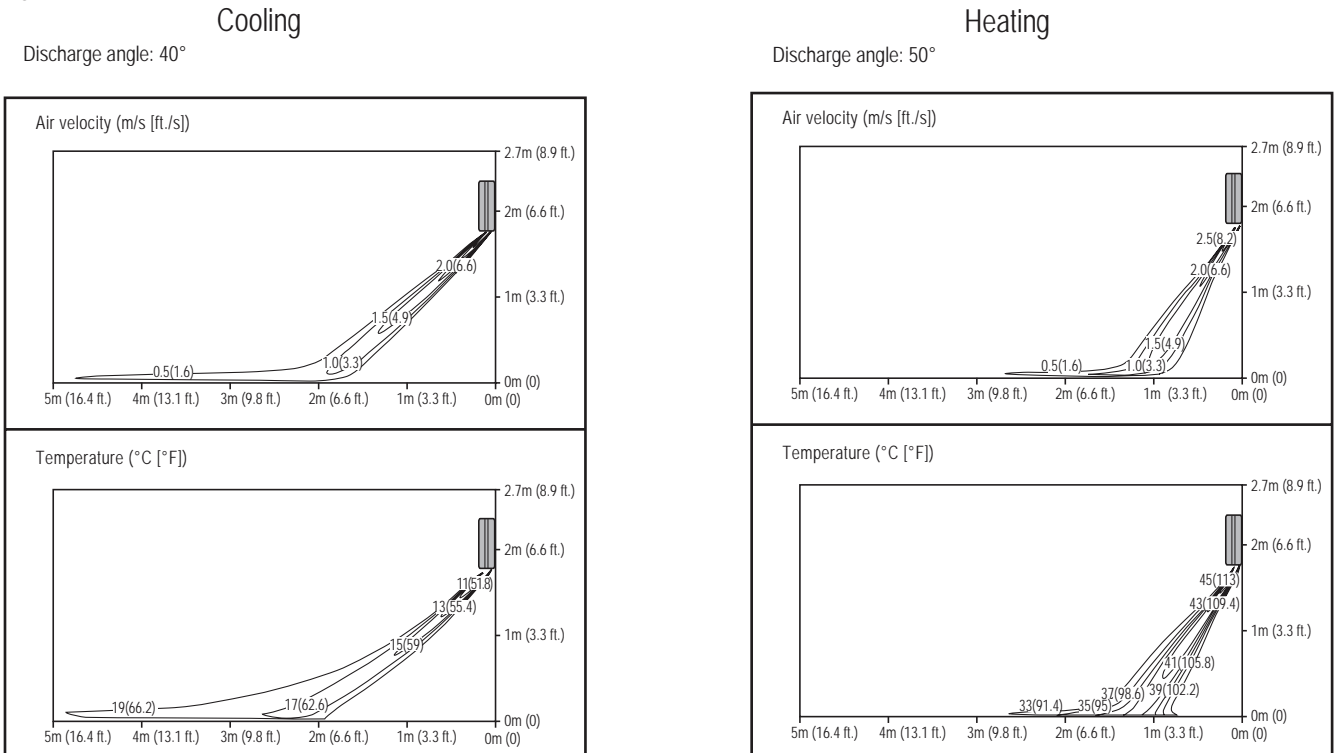 Cooling
Discharge angle: 40°
Air velocity (m/s [ft./s])
2.7m (8.9 ft.)
2m (6.6 ft.)
2.0(6.6)
1m (3.3 ft.)
1.5(4.9)
1.0(3.3)
0.5(1.6)
0m (0)
5m (16.4 ft.) 4m (13.1 ft.) 3m (9.8 ft.) 2m (6.6 ft.) 1m (3.3 ft.) 0m (0)
Temperature (°C [°F])
2.7m (8.9 ft.)
2m (6.6 ft.)
11(51.8)
13(55.4)
1m (3.3 ft.)
15(59)
17(62.6)
19(66.2)
0m (0)
5m (16.4 ft.) 4m (13.1 ft.) 3m (9.8 ft.) 2m (6.6 ft.) 1m (3.3 ft.) 0m (0)
Heating
Discharge angle: 50°
Air velocity (m/s [ft./s])
2.7m (8.9 ft.)
2m (6.6 ft.)
2.5(8.2)
2.0(6.6)
1m (3.3 ft.)
1.5(4.9)
0.5(1.6) 1.0(3.3)
0m (0)
5m (16.4 ft.) 4m (13.1 ft.) 3m (9.8 ft.) 2m (6.6 ft.) 1m (3.3 ft.) 0m (0)
Temperature (°C [°F])
2.7m (8.9 ft.)
2m (6.6 ft.)
45(113)
43(109.4)
1m (3.3 ft.)
41(105.8)
37(98.6) 39(102.2)
33(91.4) 35(95)
0m (0)
5m (16.4 ft.) 4m (13.1 ft.) 3m (9.8 ft.) 2m (6.6 ft.) 1m (3.3 ft.) 0m (0)